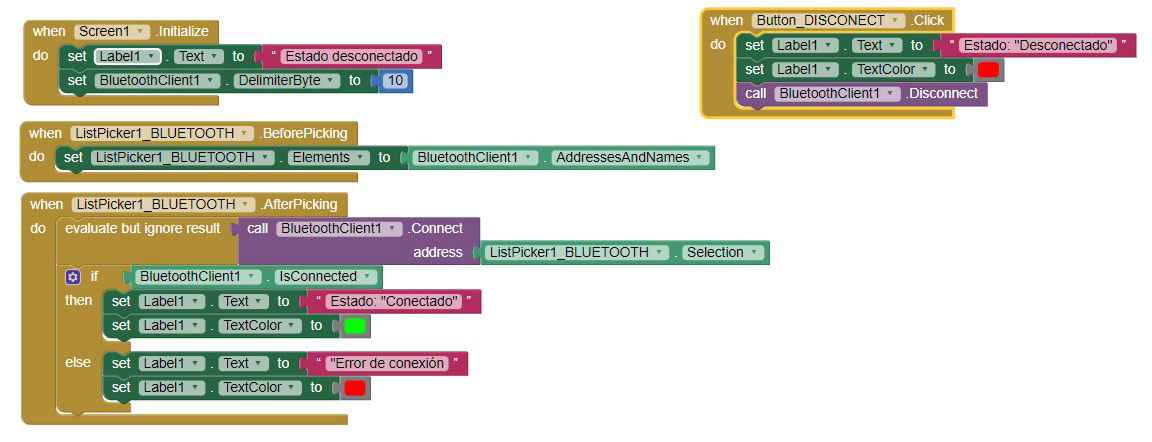 when Screen1 .Initialize
do set Label1 . Text to " Estado desconectado "
set BluetoothClient1 . DelimiterByte to 10
when Button_DISCONECT .Click
do set Label1 . Text to " Estado: "Desconectado" "
set Label1 . TextColor to
call BluetoothClient1 .Disconnect
when ListPicker1_BLUETOOTH .BeforePicking
do set ListPicker1_BLUETOOTH . Elements to BluetoothClient1 . AddressesAndNames
when ListPicker1_BLUETOOTH .AfterPicking
do evaluate but ignore result call BluetoothClient1 .Connect
address ListPicker1_BLUETOOTH . Selection
if BluetoothClient1 . IsConnected
then set Label1 . Text to " Estado: "Conectado" "
set Label1 . TextColor to
else set Label1 . Text to " "Error de conexión "
set Label1 . TextColor to